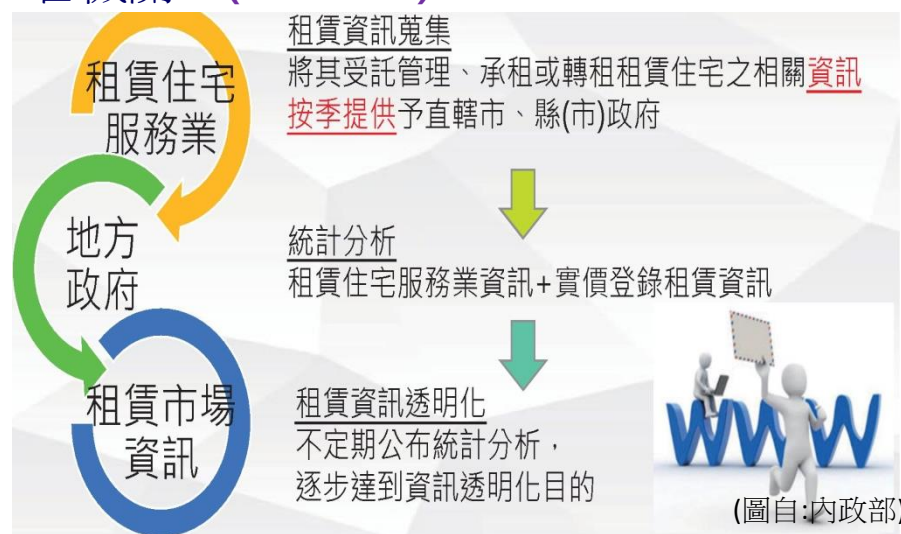 租賃住宅
服務業
租賃資訊蒐集
將其受託管理、承租或轉租租賃住宅之相關資訊
按季提供予直轄市、縣(市)政府
地方
政府
統計分析
租賃住宅服務業資訊+實價登錄租賃資訊
租賃市場
資訊
租賃資訊透明化
不定期公布統計分析，
逐步達到資訊透明化目的
WWW
(圖自:內政部)